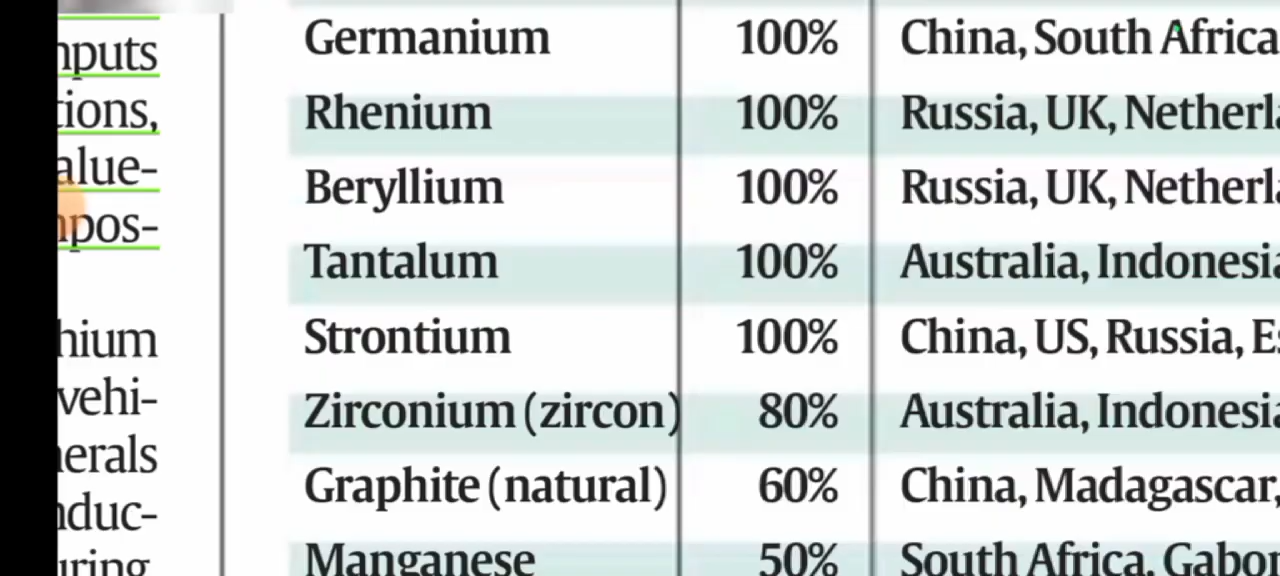 nputs
tions,
alue-
npos-
hium
vehi-
nerals
nduc-
uring
Germanium 100% China, South Africa
Rhenium 100% Russia, UK, Netherla
Beryllium 100% Russia, UK, Netherla
Tantalum 100% Australia, Indonesia
Strontium 100% China, US, Russia, Es
Zirconium (zircon) 80% Australia, Indonesia
Graphite (natural) 60% China, Madagascar,
Manganese 50% South Africa, Gabon